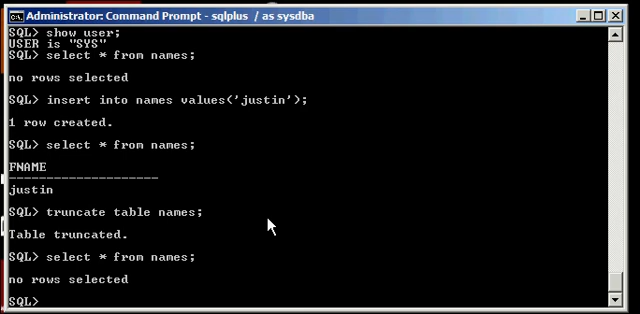 Administrator: Command Prompt - sqlplus / as sysdba
SQL> show user;
USER is "SYS"
SQL> select * from names;
no rows selected
SQL> insert into names values('justin');
1 row created.
SQL> select * from names;
FNAME
--------------------
justin
SQL> truncate table names;
Table truncated.
SQL> select * from names;
no rows selected
SQL>